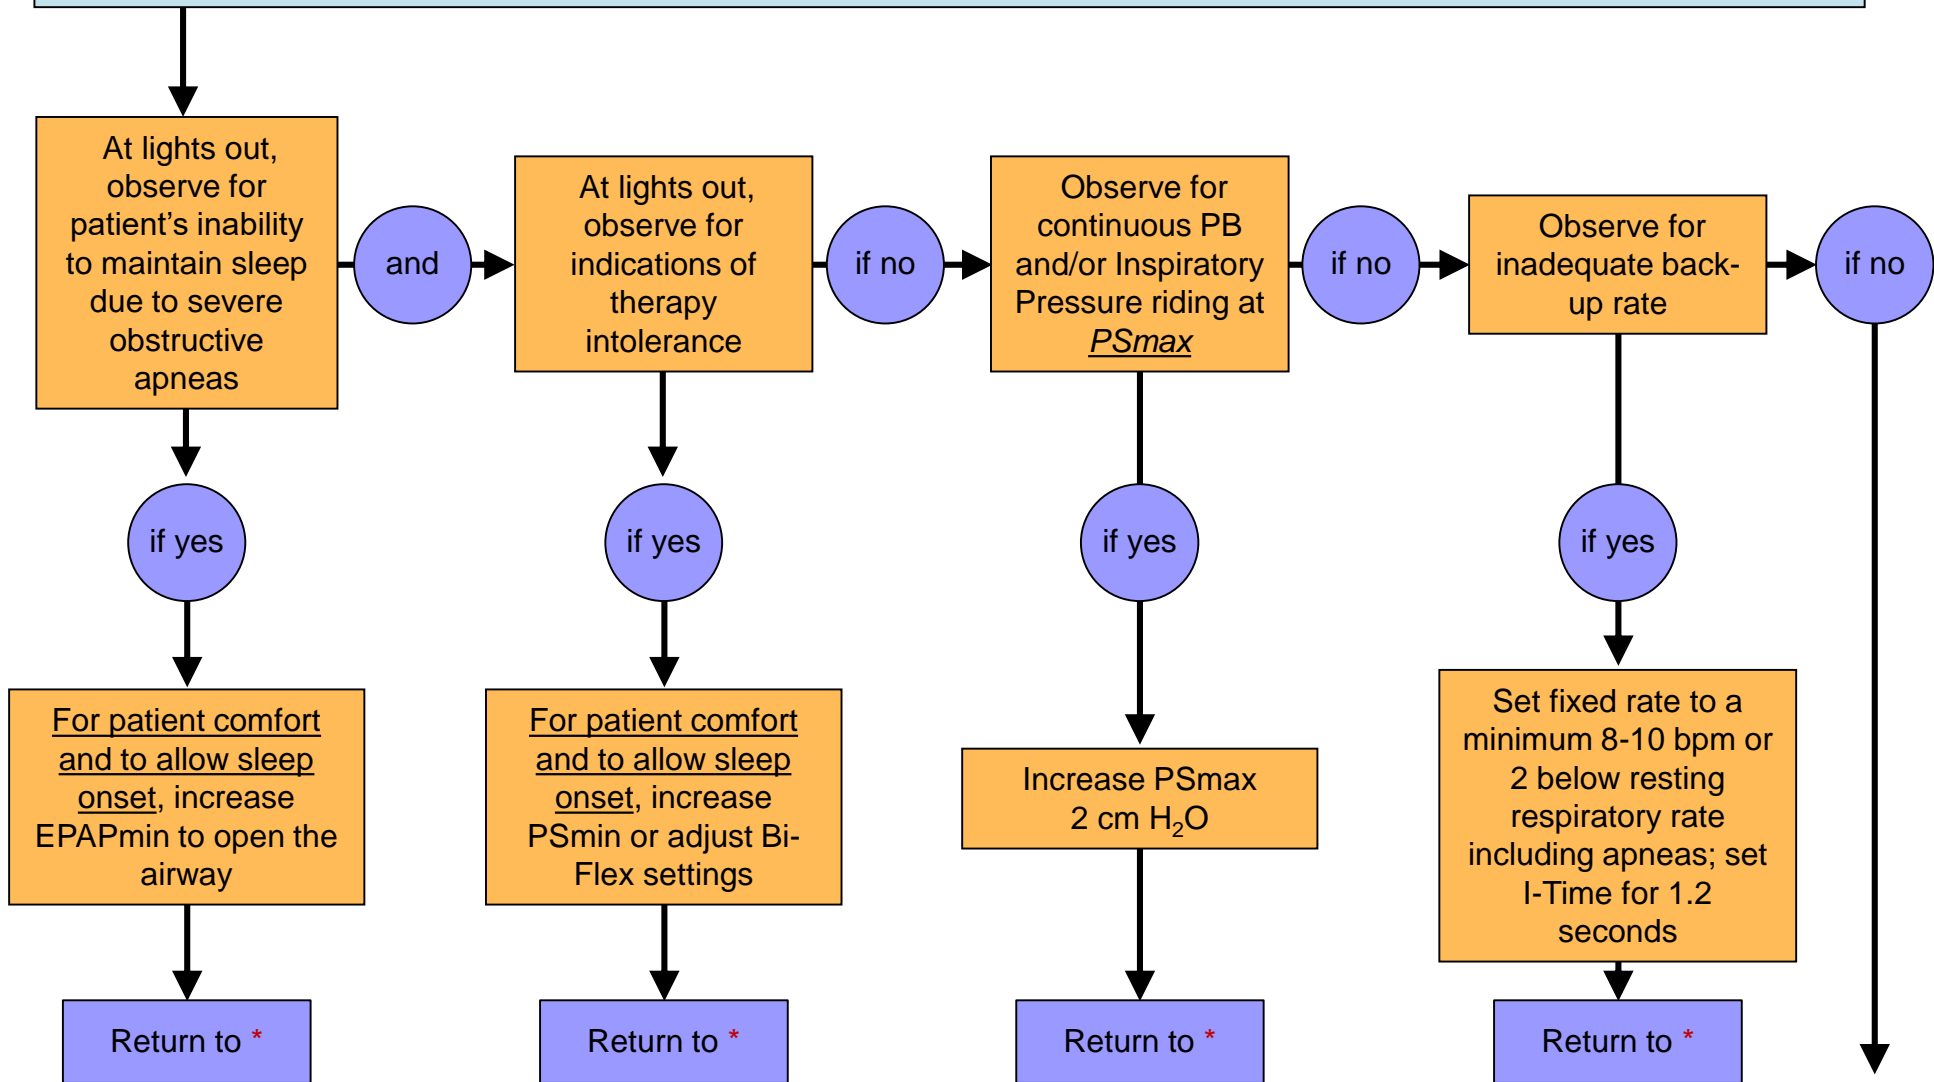 At lights out,
observe for
patient’s inability
to maintain sleep
due to severe
obstructive
apneas
and
At lights out,
observe for
indications of
therapy
intolerance
if no
Observe for
continuous PB
and/or Inspiratory
Pressure riding at
PSmax
if no
Observe for
inadequate back-
up rate
if no
if yes
if yes
if yes
if yes
For patient comfort
and to allow sleep
onset, increase
EPAPmin to open the
airway
For patient comfort
and to allow sleep
onset, increase
PSmin or adjust Bi-
Flex settings
Increase PSmax
2 cm H₂O
Set fixed rate to a
minimum 8-10 bpm or
2 below resting
respiratory rate
including apneas; set
I-Time for 1.2
seconds
Return to *
Return to *
Return to *
Return to *